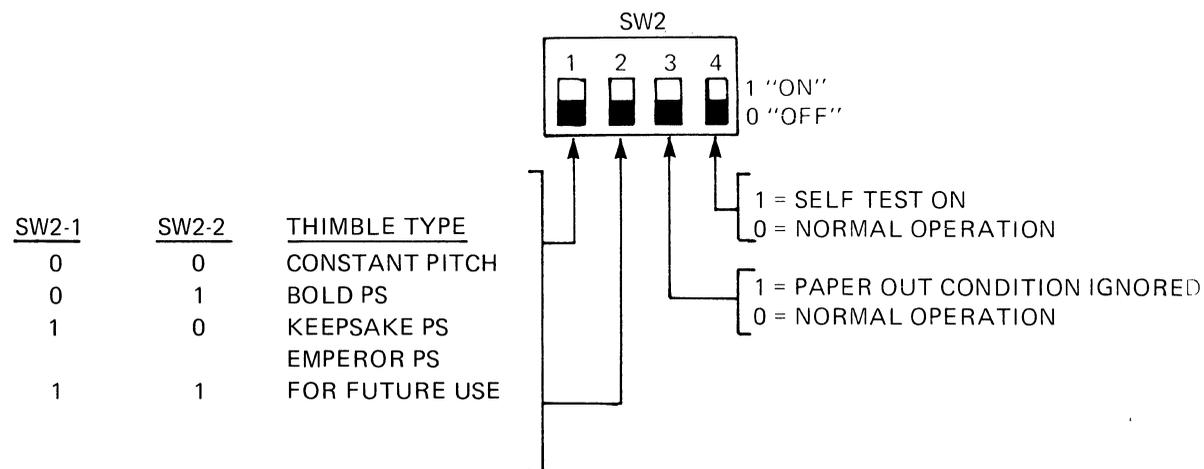 SW2
1 2 3 4
1 "ON"
0 "OFF"
1 = SELF TEST ON
0 = NORMAL OPERATION
1 = PAPER OUT CONDITION IGNORED
0 = NORMAL OPERATION
SW2-1 SW2-2 THIMBLE TYPE
0 0 CONSTANT PITCH
0 1 BOLD PS
1 0 KEEPSAKE PS
EMPEROR PS
1 1 FOR FUTURE USE